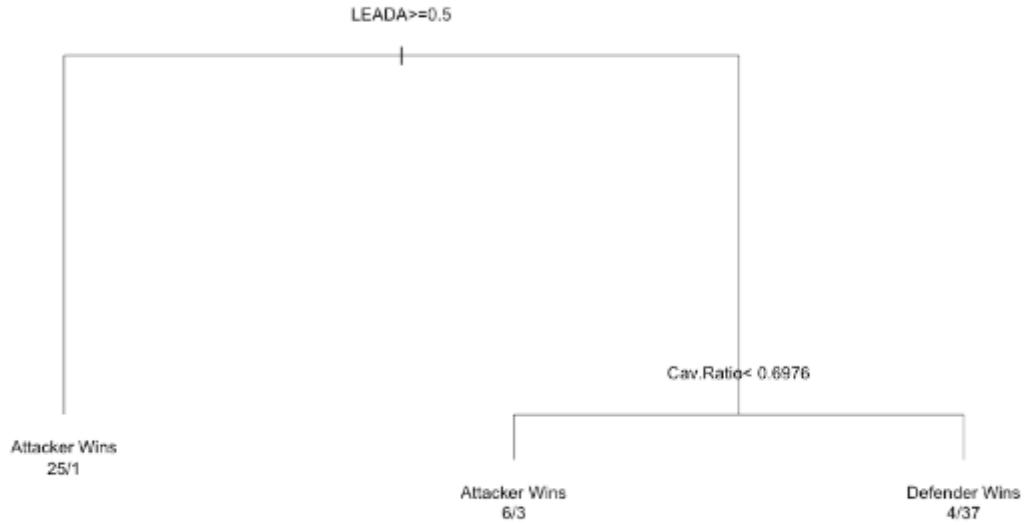 LEADA>=0.5
Cav.Ratio< 0.6976
Attacker Wins
25/1
Attacker Wins
6/3
Defender Wins
4/37